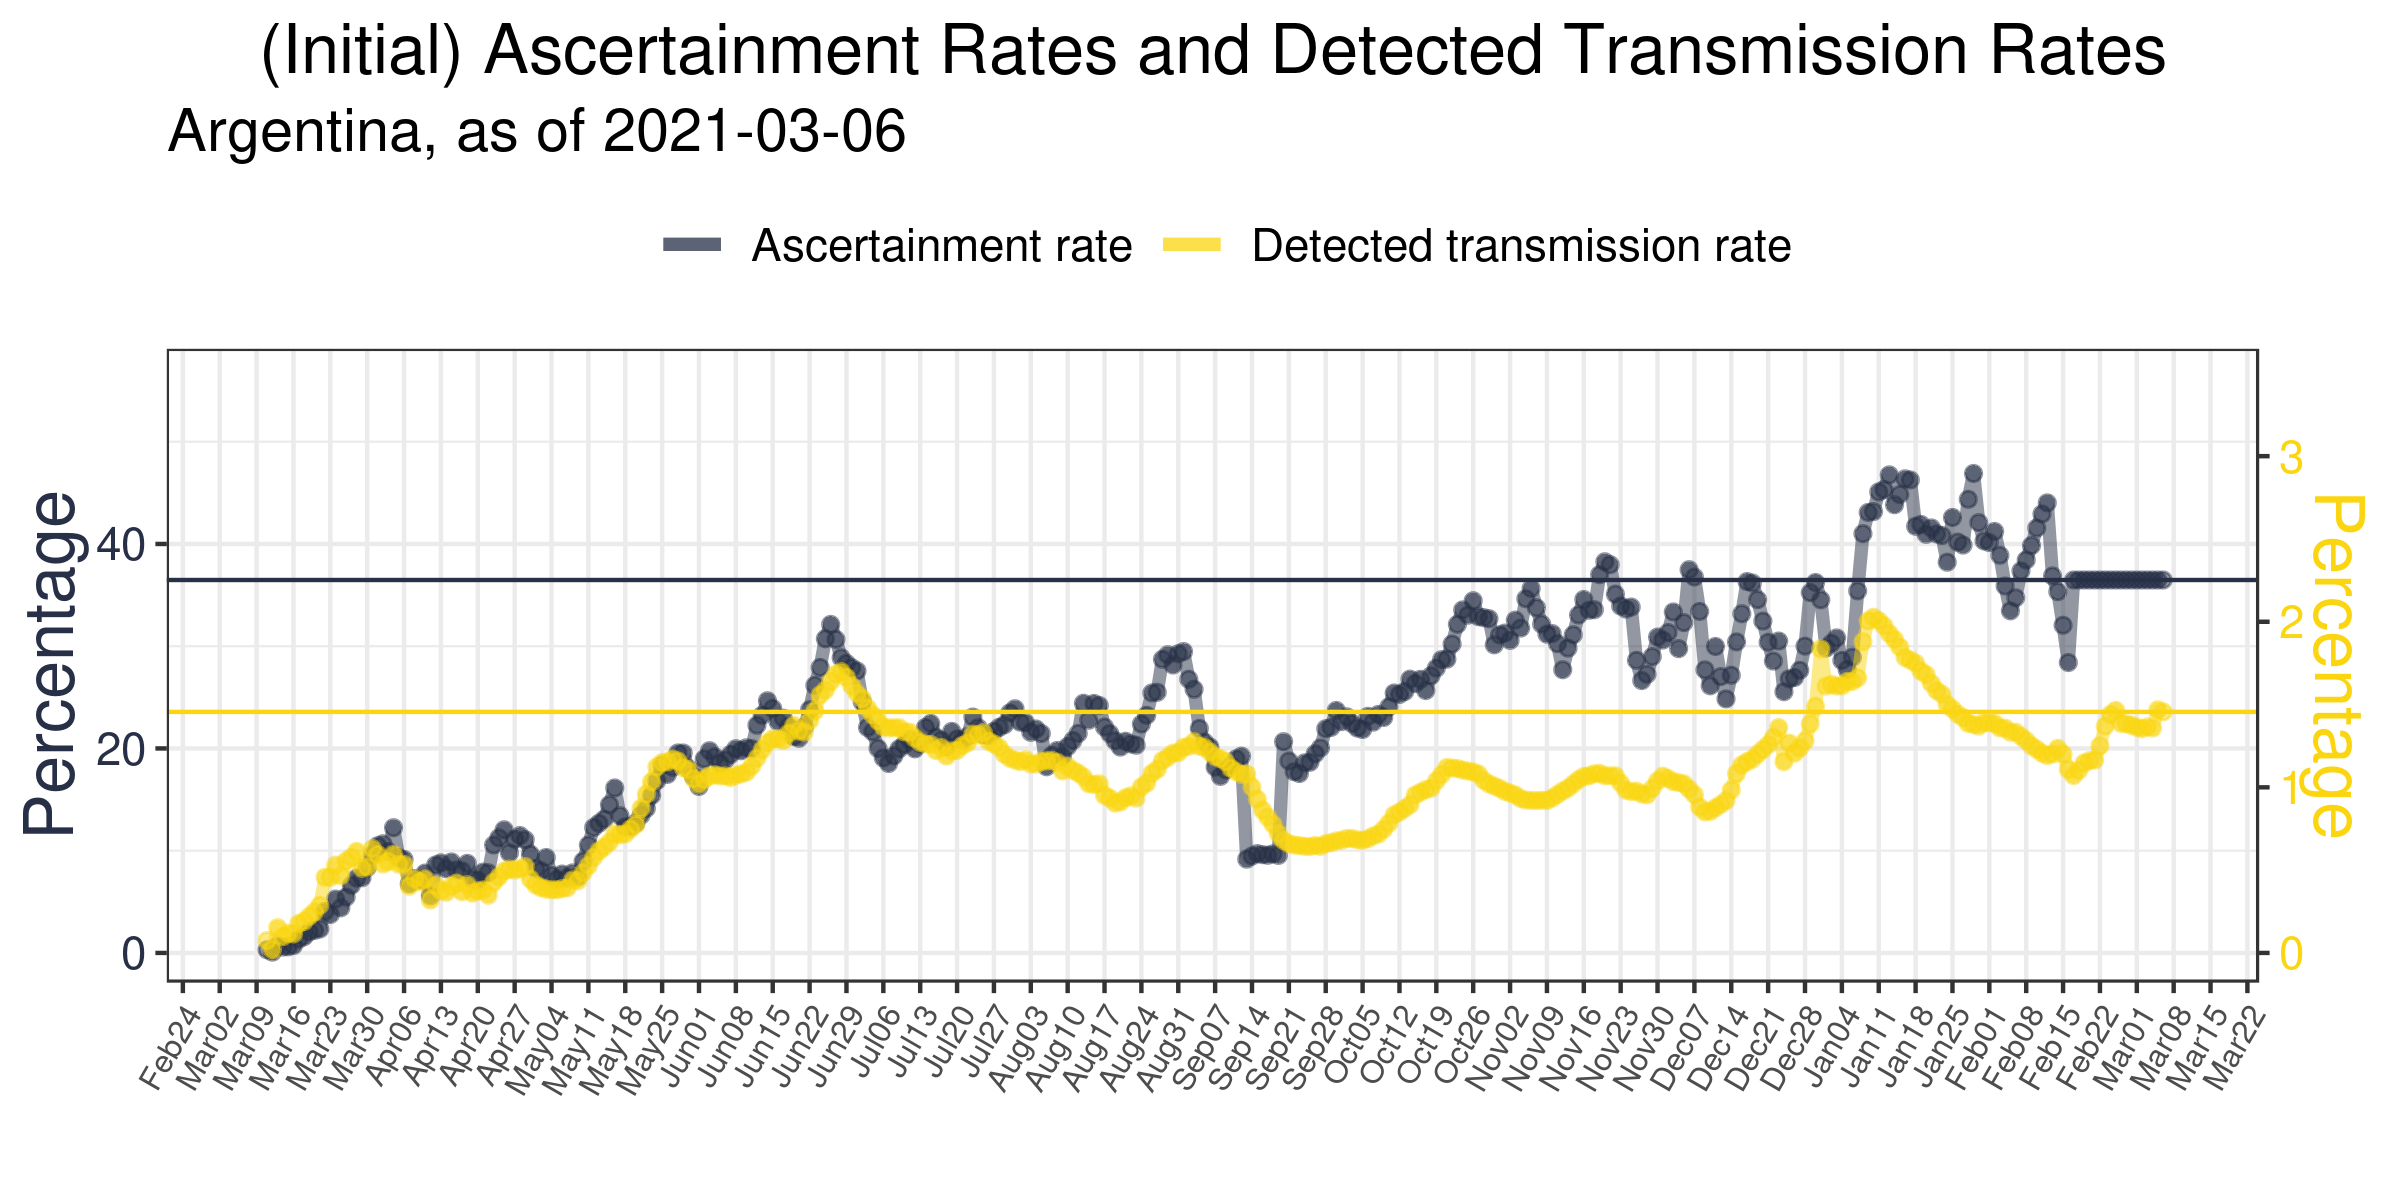 (Initial) Ascertainment Rates and Detected Transmission Rates
Argentina, as of 2021-03-06
Ascertainment rate Detected transmission rate
Percentage
40
20
0
3
2
1
0
Percentage
Feb24 Mar02 Mar09 Mar16 Mar23 Mar30 Apr06 Apr13 Apr20 Apr27 May04 May11 May18 May25 Jun01 Jun08 Jun15 Jun22 Jun29 Jul06 Jul13 Jul20 Jul27 Aug03 Aug10 Aug17 Aug24 Aug31 Sep07 Sep14 Sep21 Sep28 Oct05 Oct12 Oct19 Oct26 Nov02 Nov09 Nov16 Nov23 Nov30 Dec07 Dec14 Dec21 Dec28 Jan04 Jan11 Jan18 Jan25 Feb01 Feb08 Feb15 Feb22 Mar01 Mar08 Mar15 Mar22